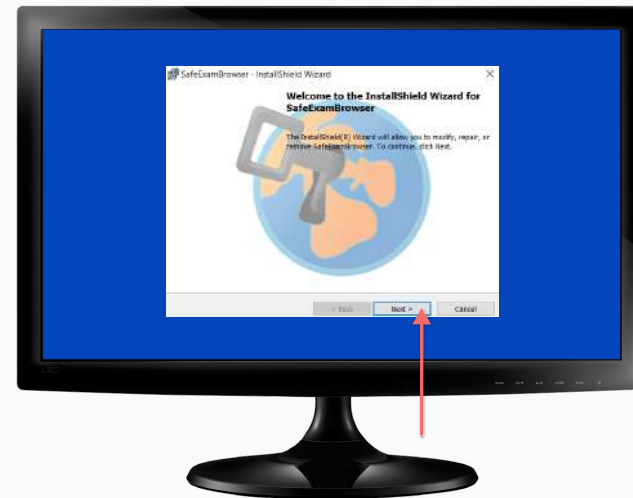 SafeExamBrowser - InstallShield Wizard
Welcome to the InstallShield Wizard for
SafeExamBrowser
The InstallShield(R) Wizard will allow you to modify, repair, or
remove SafeExamBrowser. To continue, click Next.
< Back Next > Cancel
LED